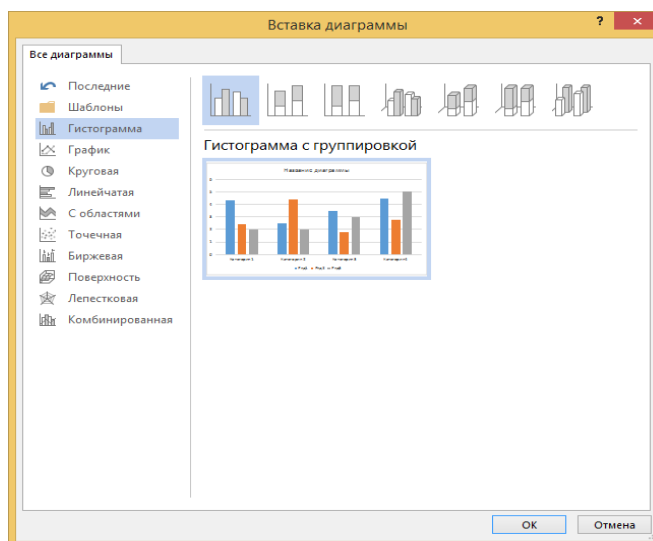 Вставка диаграммы
?
×
Все диаграммы
Последние
Шаблоны
Гистограмма
График
Круговая
Линейчатая
С областями
Точечная
Биржевая
Поверхность
Лепестковая
Комбинированная
Гистограмма с группировкой
Название диаграммы
OK
Отмена